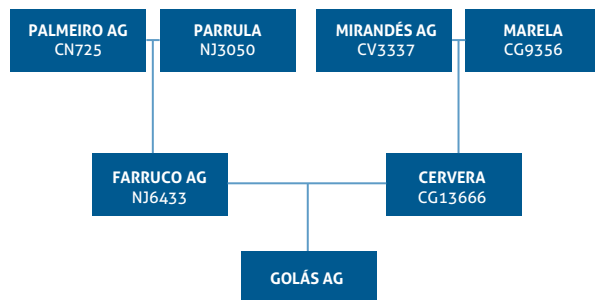 PALMEIRO AG
CN725
PARRULA
NJ3050
MIRANDÉS AG
CV3337
MARELA
CG9356
FARRUCO AG
NJ6433
CERVERA
CG13666
GOLÁS AG